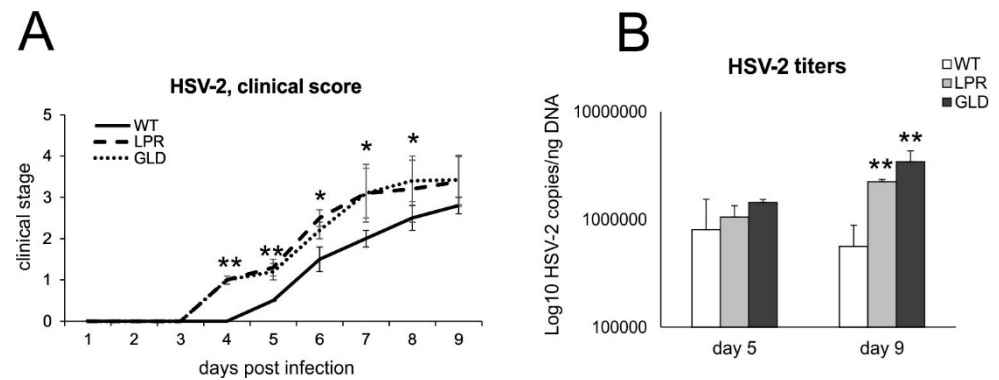 A
HSV-2, clinical score
WT
LPR
GLD
clinical stage
5
4
3
2
1
0
** ** * * *
1 2 3 4 5 6 7 8 9
days post infection
B
HSV-2 titers
WT
LPR
GLD
Log10 HSV-2 copies/ng DNA
10000000
1000000
100000
** **
day 5 day 9